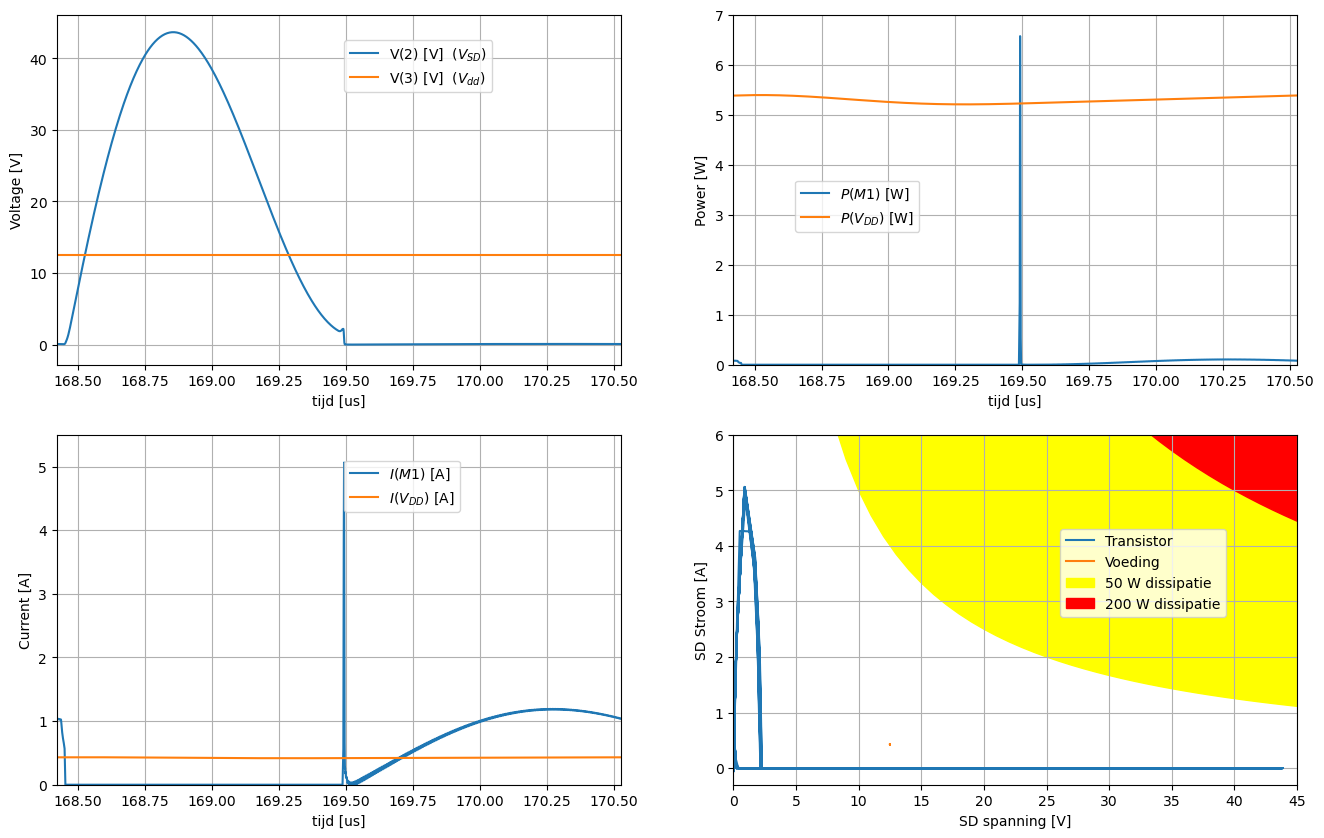 40
30
20
10
0
Voltage [V]
V(2) [V] (V_SD)
V(3) [V] (V_dd)
168.50 168.75 169.00 169.25 169.50 169.75 170.00 170.25 170.50
tijd [us]
7
6
5
4
3
2
1
0
Power [W]
P(M1) [W]
P(V_DD) [W]
168.50 168.75 169.00 169.25 169.50 169.75 170.00 170.25 170.50
tijd [us]
5
4
3
2
1
0
Current [A]
I(M1) [A]
I(V_DD) [A]
168.50 168.75 169.00 169.25 169.50 169.75 170.00 170.25 170.50
tijd [us]
6
5
4
3
2
1
0
SD Stroom [A]
Transistor
Voeding
50 W dissipatie
200 W dissipatie
0 5 10 15 20 25 30 35 40 45
SD spanning [V]